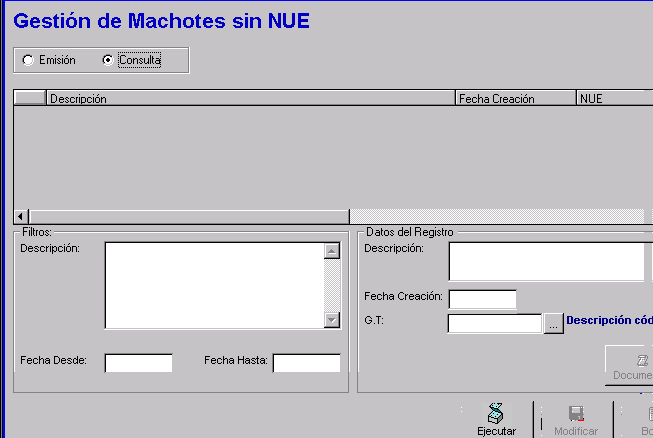 Gestión de Machotes sin NUE
Emisión Consulta
Descripción Fecha Creación NUE
Filtros: Datos del Registro
Descripción: Descripción:
Fecha Creación:
G.T: ... Descripción cód
Fecha Desde: Fecha Hasta:
Docume
Ejecutar Modificar Bo